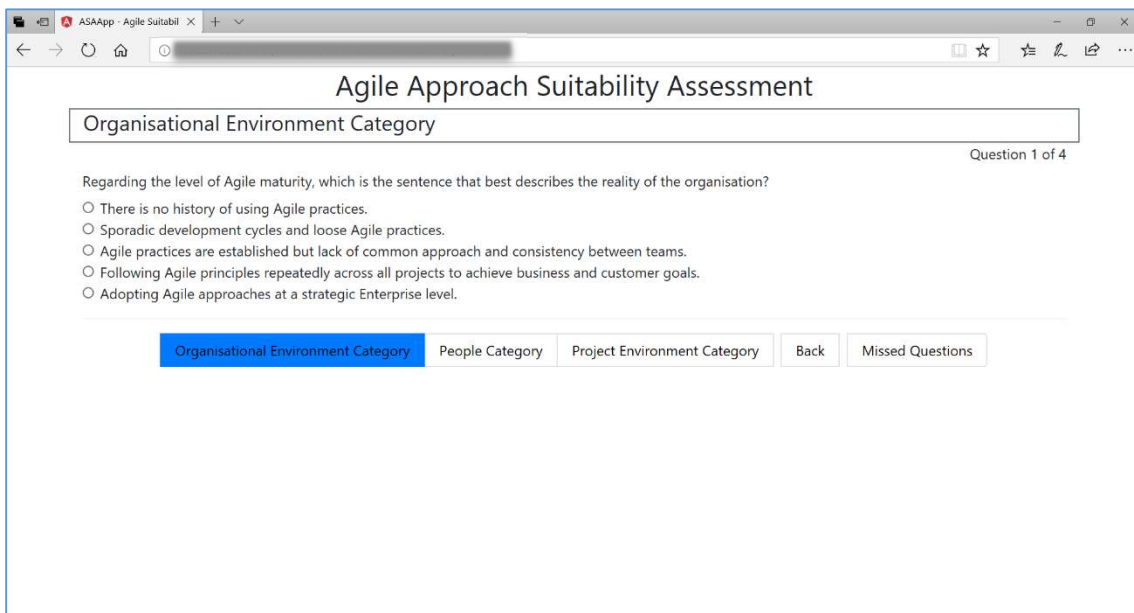 ASAApp - Agile Suitabil
Agile Approach Suitability Assessment
Organisational Environment Category
Question 1 of 4
Regarding the level of Agile maturity, which is the sentence that best describes the reality of the organisation?
There is no history of using Agile practices.
Sporadic development cycles and loose Agile practices.
Agile practices are established but lack of common approach and consistency between teams.
Following Agile principles repeatedly across all projects to achieve business and customer goals.
Adopting Agile approaches at a strategic Enterprise level.
Organisational Environment Category People Category Project Environment Category Back Missed Questions